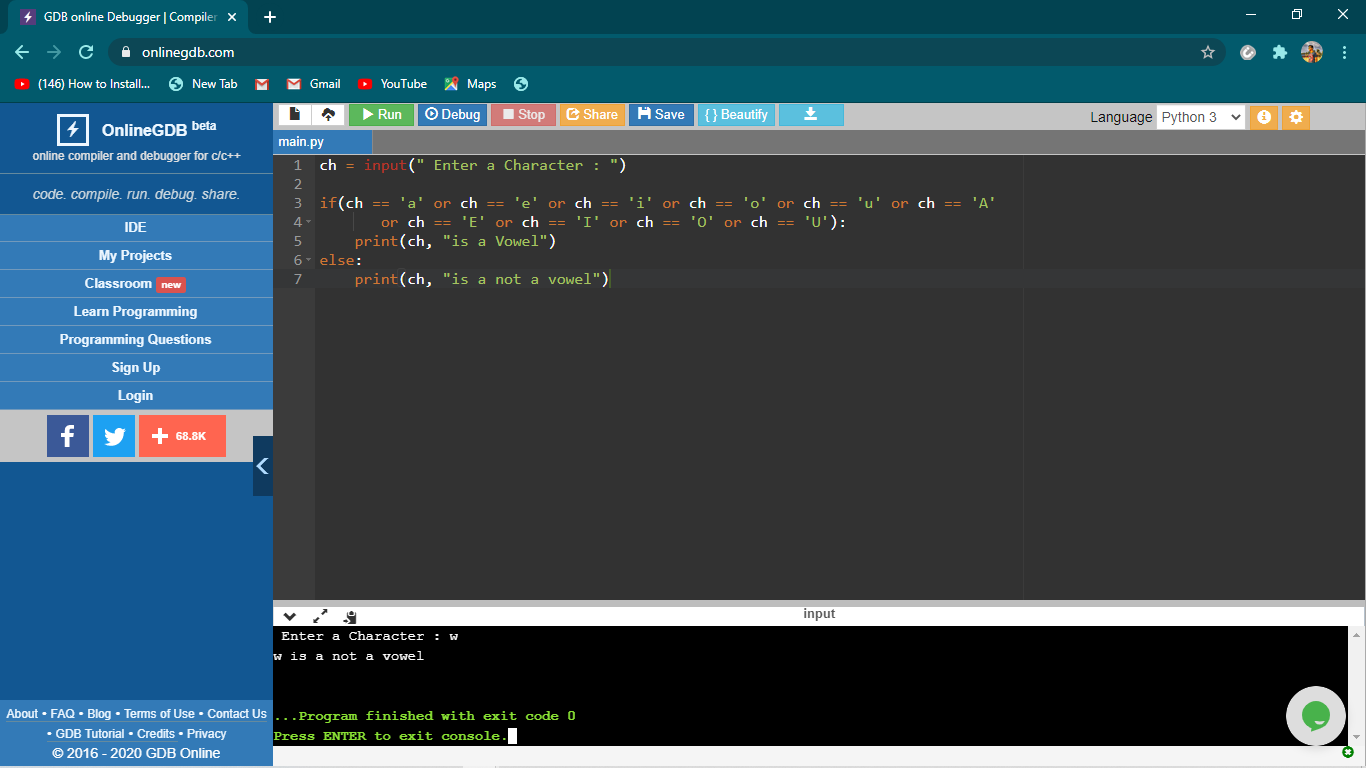 GDB online Debugger | Compiler
onlinegdb.com
(146) How to Install... New Tab Gmail YouTube Maps
OnlineGDB beta
online compiler and debugger for c/c++
code. compile. run. debug. share.
IDE
My Projects
Classroom new
Learn Programming
Programming Questions
Sign Up
Login
68.8K
About • FAQ • Blog • Terms of Use • Contact Us
• GDB Tutorial • Credits • Privacy
© 2016 - 2020 GDB Online
Run Debug Stop Share Save { } Beautify Language Python 3
main.py
1 ch = input(" Enter a Character : ")
2
3 if(ch == 'a' or ch == 'e' or ch == 'i' or ch == 'o' or ch == 'u' or ch == 'A'
4 or ch == 'E' or ch == 'I' or ch == 'O' or ch == 'U'):
5 print(ch, "is a Vowel")
6 else:
7 print(ch, "is a not a vowel")
input
Enter a Character : w
w is a not a vowel
...Program finished with exit code 0
Press ENTER to exit console.